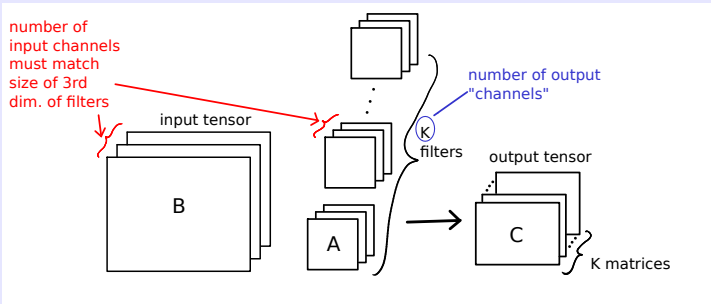 number of
input channels
must match
size of 3rd
dim. of filters
input tensor
B
A
K
filters
number of output
"channels"
output tensor
C
K matrices